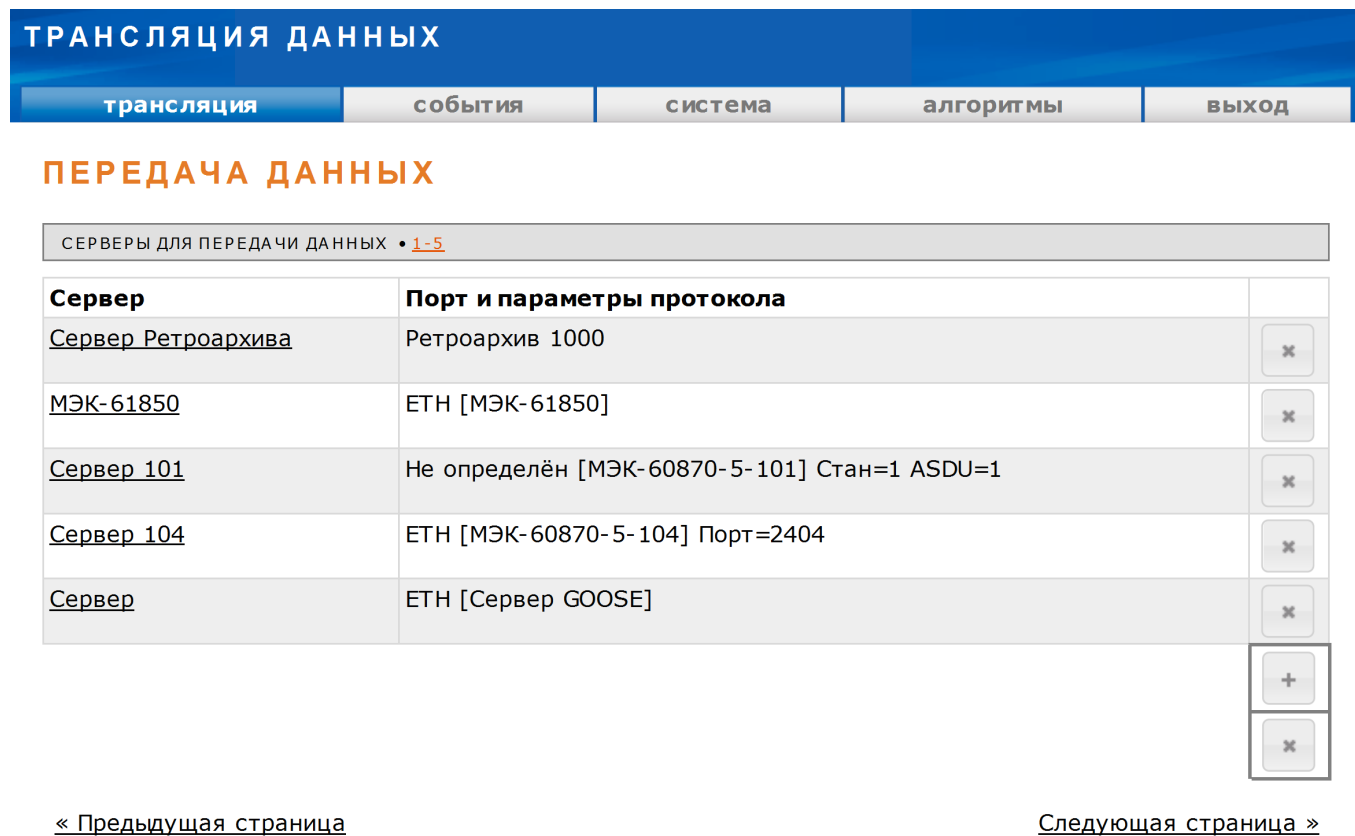 ТРАНСЛЯЦИЯ ДАННЫХ
трансляция события система алгоритмы выход
ПЕРЕДАЧА ДАННЫХ
СЕРВЕРЫ ДЛЯ ПЕРЕДАЧИ ДАННЫХ • 1-5
Сервер Порт и параметры протокола
Сервер Ретроархива Ретроархив 1000
МЭК-61850 ETH [МЭК-61850]
Сервер 101 Не определён [МЭК-60870-5-101] Стан=1 ASDU=1
Сервер 104 ETH [МЭК-60870-5-104] Порт=2404
Сервер ETH [Сервер GOOSE]
« Предыдущая страница Следующая страница »